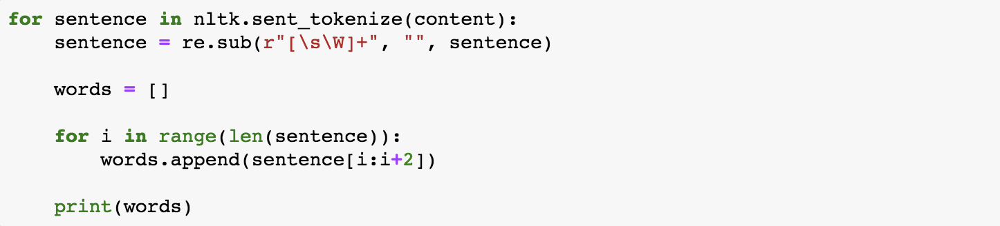 for sentence in nltk.sent_tokenize(content):
    sentence = re.sub(r"[\s\W]+", "", sentence)

    words = []

    for i in range(len(sentence)):
        words.append(sentence[i:i+2])

    print(words)